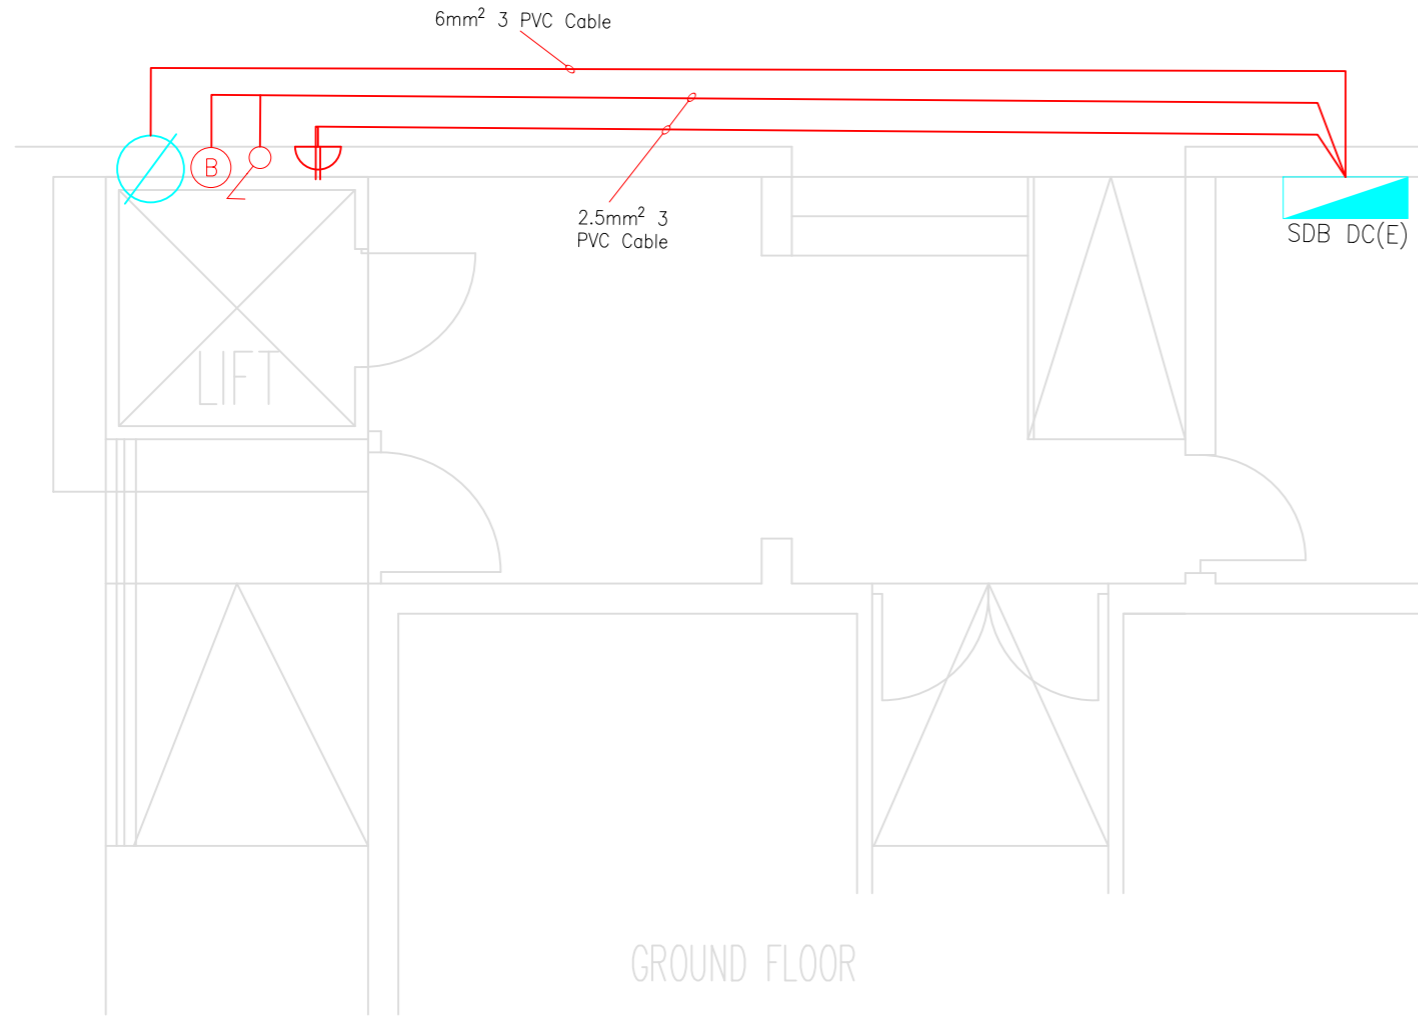 6mm² 3 PVC Cable
B
2.5mm² 3
PVC Cable
SDB DC(E)
LIFT
GROUND FLOOR